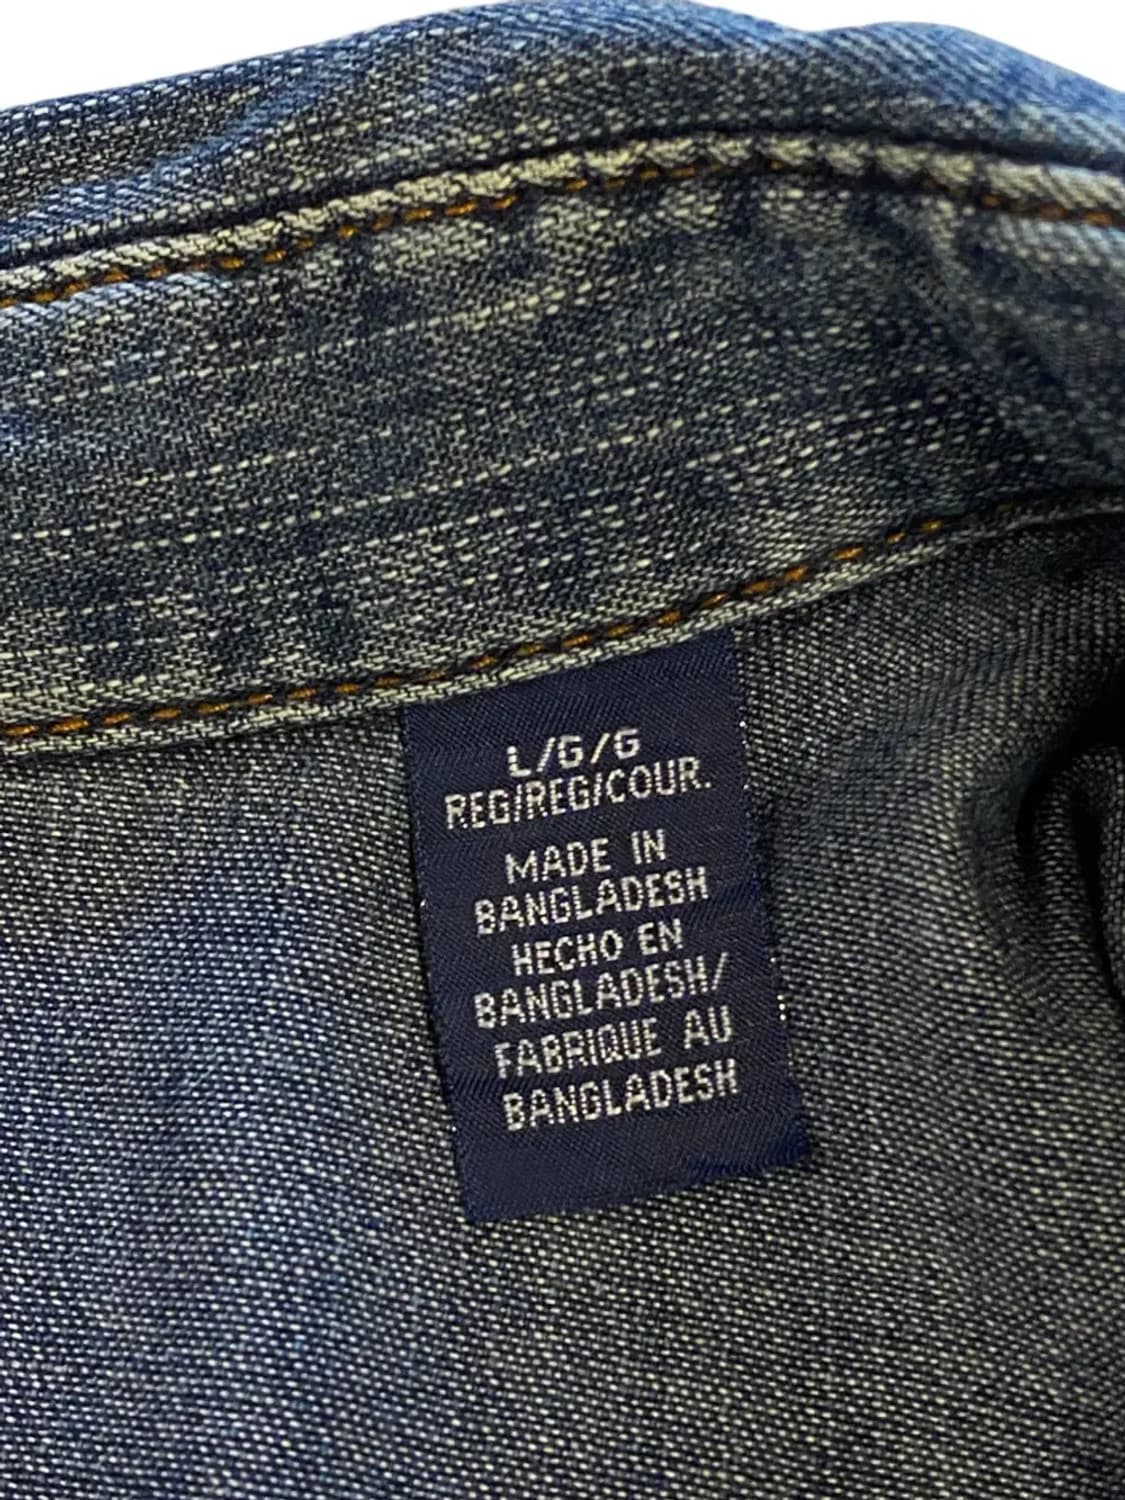 L/G/G
REG/REG/COUR.
MADE IN
BANGLADESH
HECHO EN
BANGLADESH/
FABRIQUE AU
BANGLADESH